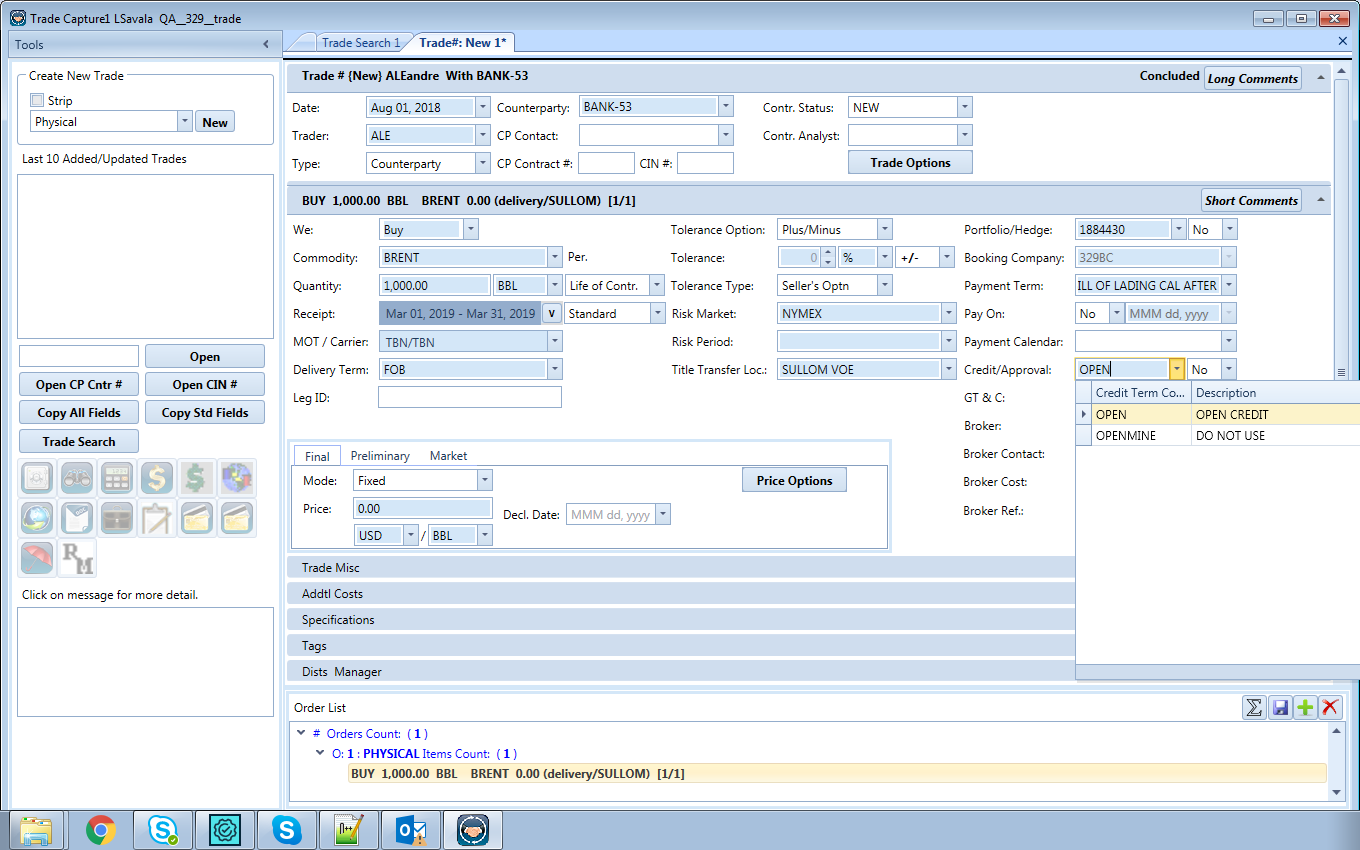 Trade Capture1 LSavala QA__329__trade
Tools
Trade Search 1
Trade#: New 1*
Create New Trade
Strip
Physical
New
Last 10 Added/Updated Trades
Open
Open CP Cntr #
Open CIN #
Copy All Fields
Copy Std Fields
Trade Search
RM
Click on message for more detail.
Trade # {New} ALEandre With BANK-53
Concluded
Long Comments
Date: Aug 01, 2018 Counterparty: BANK-53 Contr. Status: NEW
Trader: ALE CP Contact: Contr. Analyst:
Type: Counterparty CP Contract #: CIN #: Trade Options
BUY 1,000.00 BBL BRENT 0.00 (delivery/SULLOM) [1/1]
Short Comments
We: Buy Tolerance Option: Plus/Minus Portfolio/Hedge: 1884430 No
Commodity: BRENT Per. Tolerance: 0 % +/- Booking Company: 329BC
Quantity: 1,000.00 BBL Life of Contr. Tolerance Type: Seller's Optn Payment Term: ILL OF LADING CAL AFTER
Receipt: Mar 01, 2019 - Mar 31, 2019 v Standard Risk Market: NYMEX Pay On: No MMM dd, yyyy
MOT / Carrier: TBN/TBN Risk Period: Payment Calendar:
Delivery Term: FOB Title Transfer Loc.: SULLOM VOE Credit/Approval: OPEN No
Leg ID: GT & C:
Credit Term Co... Description
OPEN OPEN CREDIT
OPENMINE DO NOT USE
Broker:
Broker Contact:
Broker Cost:
Broker Ref.:
Final Preliminary Market
Mode: Fixed Price Options
Price: 0.00 Decl. Date: MMM dd, yyyy
USD / BBL
Trade Misc
Addtl Costs
Specifications
Tags
Dists Manager
Order List
# Orders Count: ( 1 )
O: 1 : PHYSICAL Items Count: ( 1 )
BUY 1,000.00 BBL BRENT 0.00 (delivery/SULLOM) [1/1]